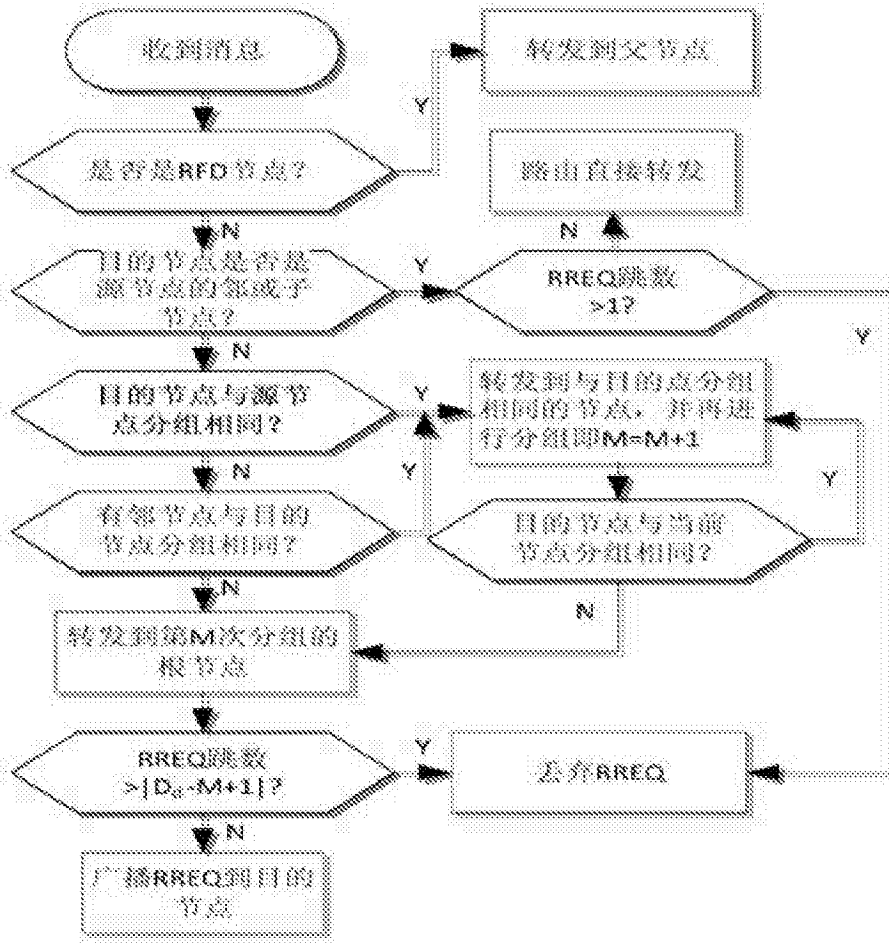 收到消息
转发到父节点
Y
是否是RFD节点?
路由直接转发
N
N
目的节点是否是
源节点的邻或子
节点?
Y
RREQ跳数
>1?
Y
N
目的节点与源节
点分组相同?
Y
转发到与目的点分组
相同的节点，并再进
行分组即M=M+1
N
Y
Y
有邻节点与目的
节点分组相同?
目的节点与当前
节点分组相同?
N
N
转发到第M次分组的
根节点
RREQ跳数
>|Dd-M+1|?
Y
丢弃RREQ
N
广播RREQ到目的
节点